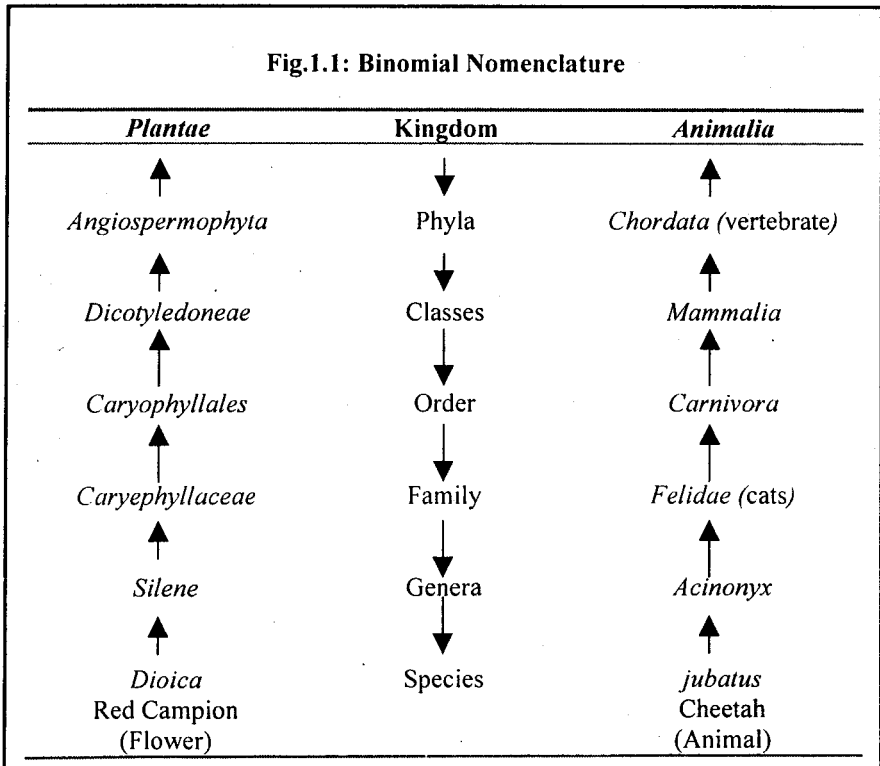 Fig.1.1: Binomial Nomenclature
Plantae Kingdom Animalia
Angiospermophyta Phyla Chordata (vertebrate)
Dicotyledoneae Classes Mammalia
Caryophyllales Order Carnivora
Caryephyllaceae Family Felidae (cats)
Silene Genera Acinonyx
Dioica Species jubatus
Red Campion Cheetah
(Flower) (Animal)